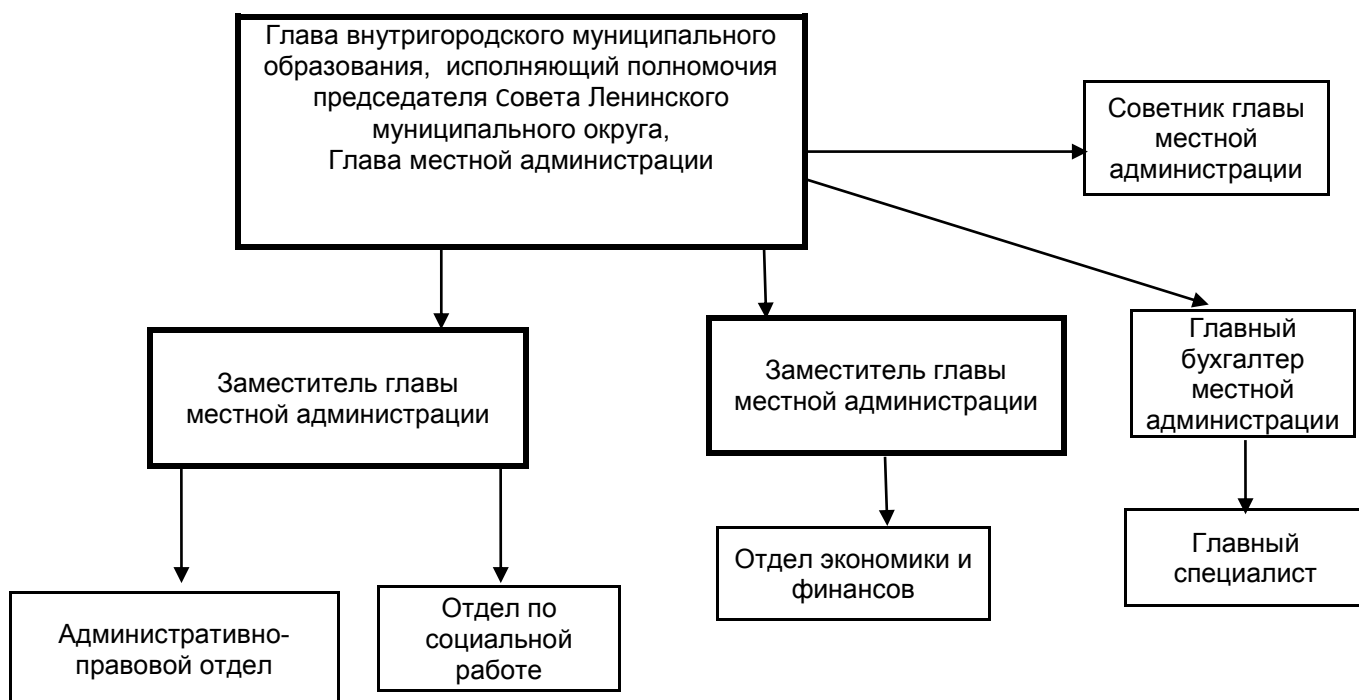 Глава внутригородского муниципального
образования,  исполняющий полномочия
председателя Совета Ленинского
муниципального округа,
Глава местной администрации
Советник главы
местной
администрации
Заместитель главы
местной администрации
Заместитель главы
местной администрации
Главный
бухгалтер
местной
администрации
Административно-
правовой отдел
Отдел по
социальной
работе
Отдел экономики и
финансов
Главный
специалист